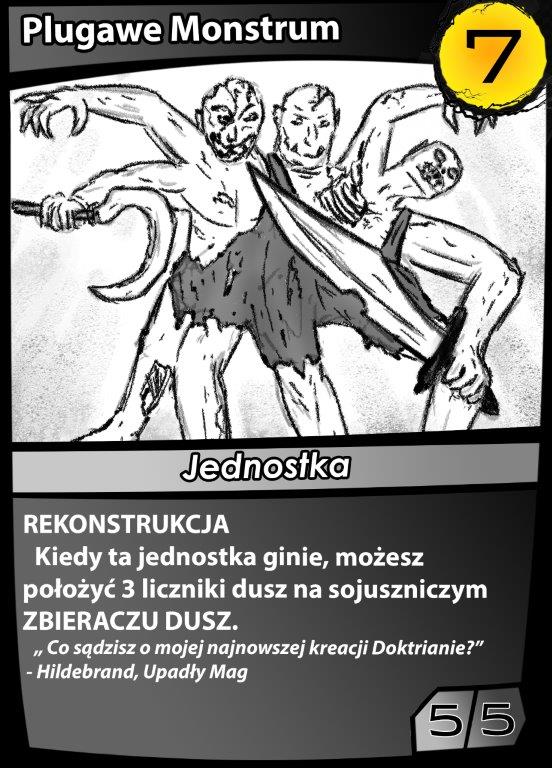 Plugawe Monstrum
7
Jednostka
REKONSTRUKCJA
Kiedy ta jednostka ginie, możesz
położyć 3 liczniki dusz na sojuszniczym
ZBIERACZU DUSZ.
„ Co sądzisz o mojej najnowszej kreacji Doktrianie?”
- Hildebrand, Upadły Mag
5 5